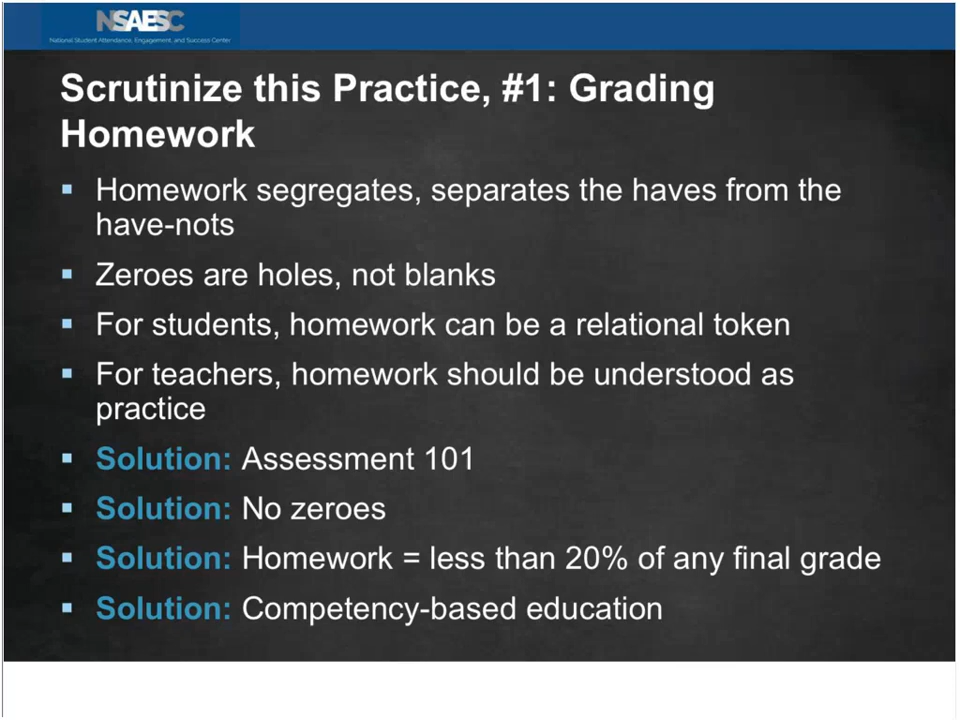 NSAESC
National Student Attendance, Engagement, and Success Center
Scrutinize this Practice, #1: Grading
Homework
▪ Homework segregates, separates the haves from the
have-nots
▪ Zeroes are holes, not blanks
▪ For students, homework can be a relational token
▪ For teachers, homework should be understood as
practice
▪ Solution: Assessment 101
▪ Solution: No zeroes
▪ Solution: Homework = less than 20% of any final grade
▪ Solution: Competency-based education